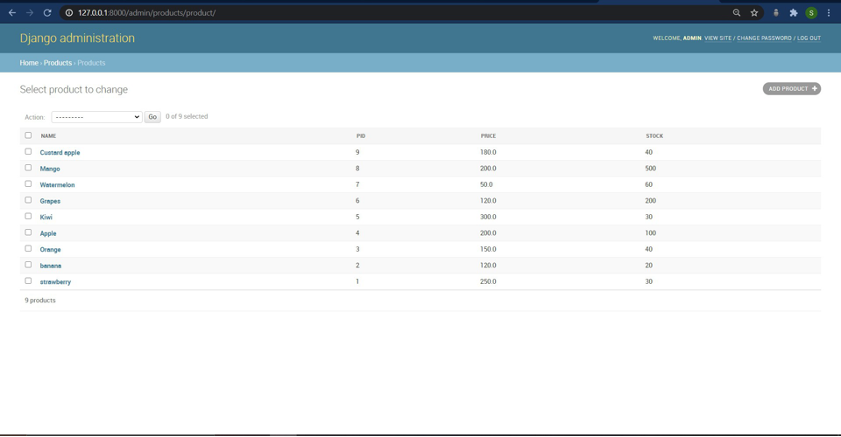 127.0.0.1:8000/admin/products/product/
S
Django administration
WELCOME, ADMIN. VIEW SITE / CHANGE PASSWORD / LOG OUT
Home › Products › Products
Select product to change
ADD PRODUCT +
Action: --------- Go 0 of 9 selected
NAME PID PRICE STOCK
Custard apple 9 180.0 40
Mango 8 200.0 500
Watermelon 7 50.0 60
Grapes 6 120.0 200
Kiwi 5 300.0 30
Apple 4 200.0 100
Orange 3 150.0 40
banana 2 120.0 20
strawberry 1 250.0 30
9 products